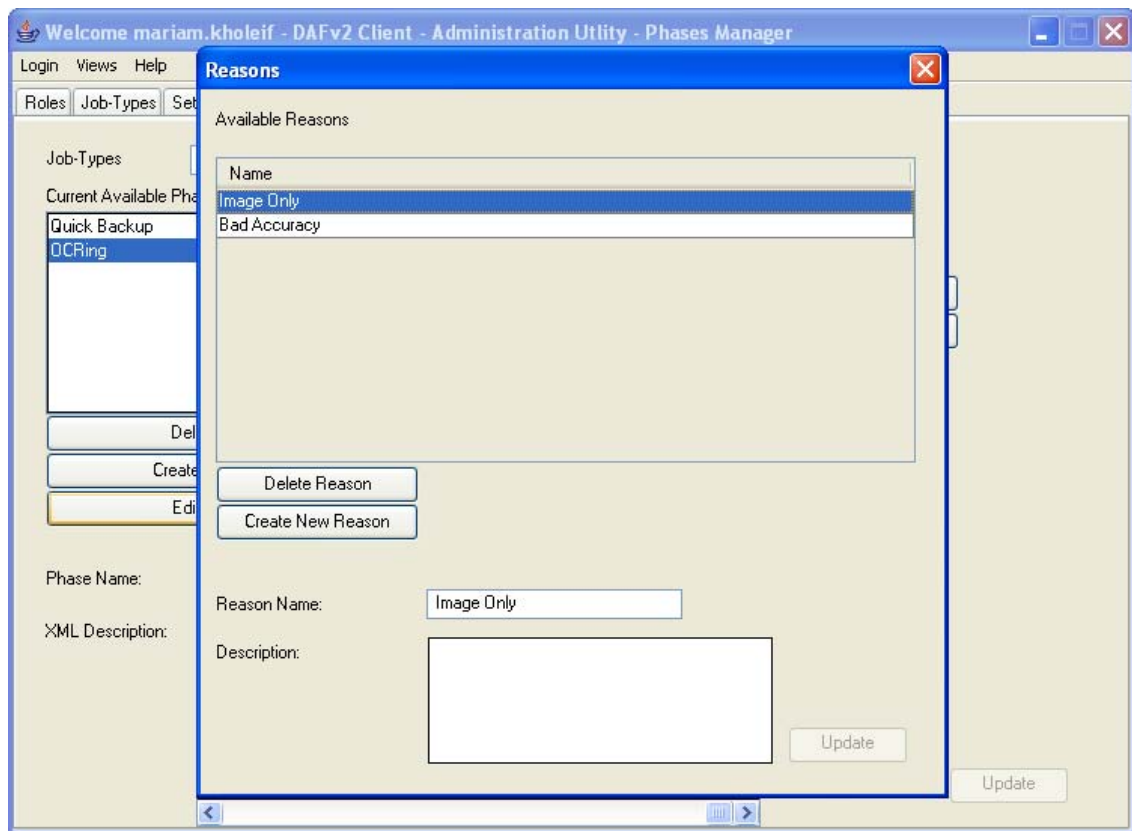 Welcome mariam.kholeif - DAFv2 Client - Administration Utlity - Phases Manager
Login Views Help
Reasons
Roles Job-Types Set
Available Reasons
Job-Types
Name
Current Available Pha
Image Only
Quick Backup
Bad Accuracy
OCRing
Del
Create
Edi
Delete Reason
Create New Reason
Phase Name:
Reason Name: Image Only
XML Description:
Description:
Update
Update